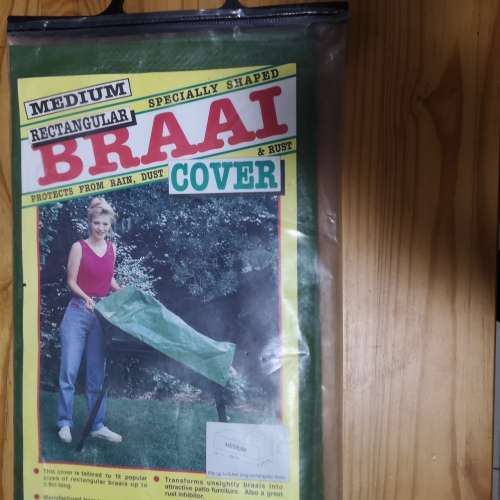 MEDIUM
RECTANGULAR
SPECIALLY SHAPED
BRAAI
PROTECTS FROM RAIN, DUST & RUST
COVER
MEDIUM
• This cover is tailored to fit popular
sizes of rectangular braais up to
• Transforms unsightly braais into
attractive patio furniture. Also a great
rust inhibitor.